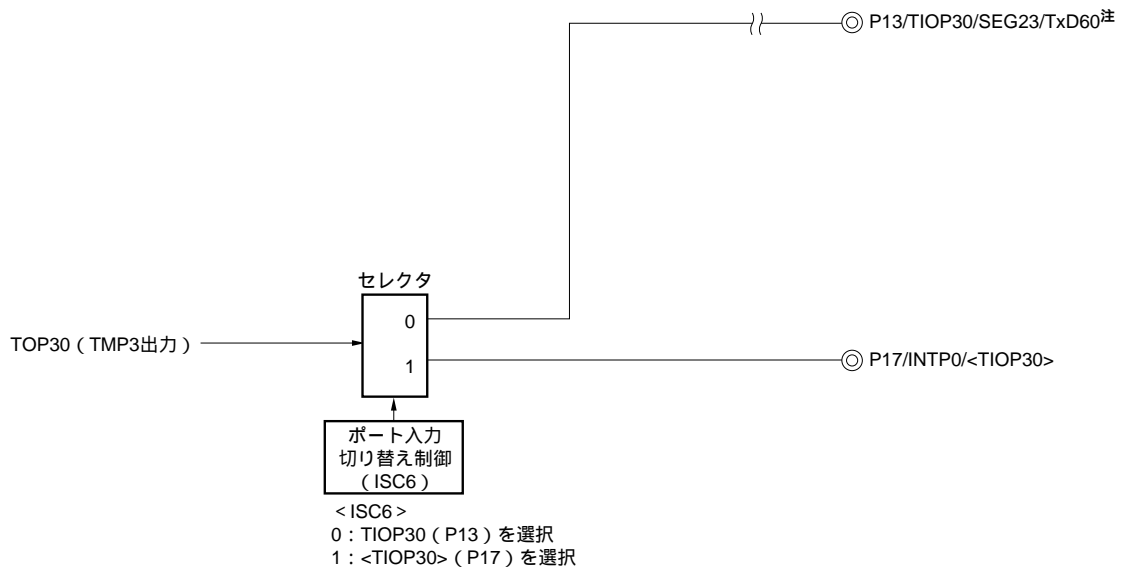 P13/TIOP30/SEG23/TxD60注
セレクタ
0
TOP30(TMP3出力)
1
P17/INTP0/<TIOP30>
ポート入力
切り替え制御
(ISC6)
<ISC6>
0:TIOP30(P13)を選択
1:<TIOP30>(P17)を選択